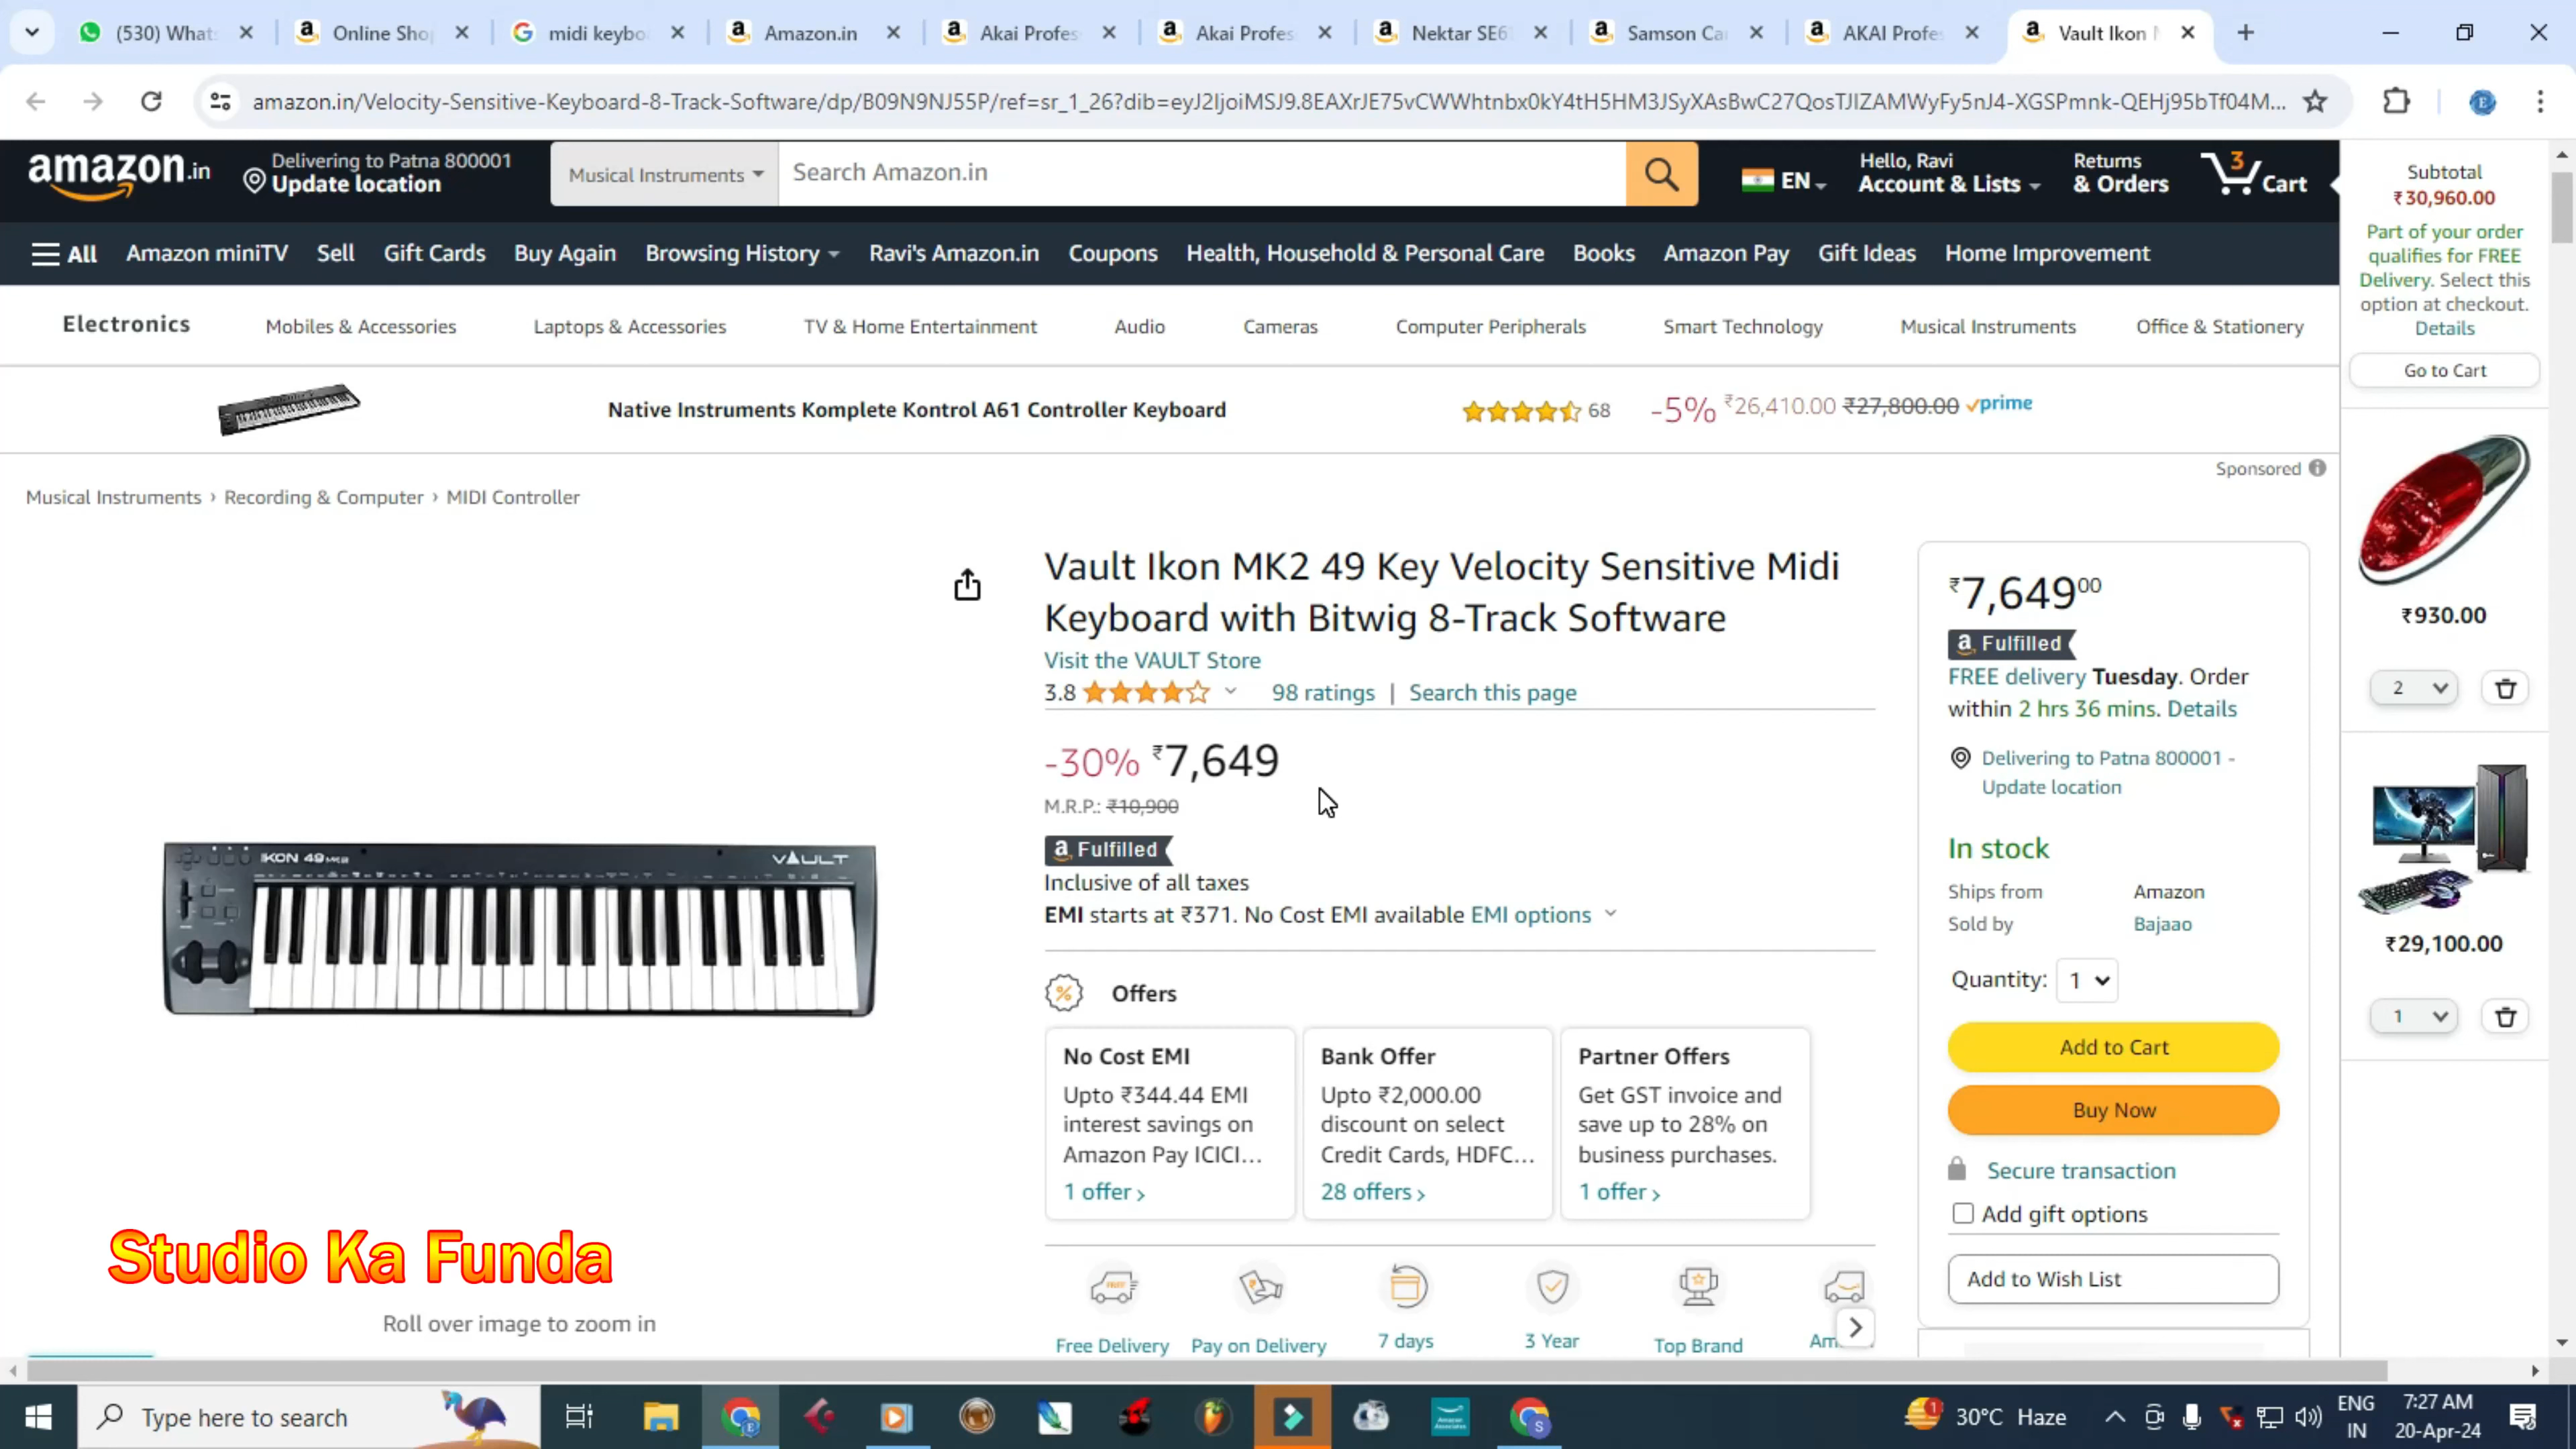 (530) What
Online Sho
midi keybo
Amazon.in
Akai Profes
Akai Profes
Nektar SE6
Samson Ca
AKAI Profe
Vault Ikon
amazon.in/Velocity-Sensitive-Keyboard-8-Track-Software/dp/B09N9NJ55P/ref=sr_1_26?dib=eyJ2IjoiMSJ9.8EAXrJE75vCWWhtnbx0kY4tH5HM3JSyXAsBwC27QosTJIZAMWyFy5nJ4-XGSPmnk-QEHj95bTf04M...
amazon.in
Delivering to Patna 800001
Update location
Musical Instruments
Search Amazon.in
EN
Hello, Ravi
Account & Lists
Returns
& Orders
3
Cart
Subtotal
₹30,960.00
Part of your order
qualifies for FREE
Delivery. Select this
option at checkout.
Details
Go to Cart
All
Amazon miniTV
Sell
Gift Cards
Buy Again
Browsing History
Ravi's Amazon.in
Coupons
Health, Household & Personal Care
Books
Amazon Pay
Gift Ideas
Home Improvement
Electronics
Mobiles & Accessories
Laptops & Accessories
TV & Home Entertainment
Audio
Cameras
Computer Peripherals
Smart Technology
Musical Instruments
Office & Stationery
Native Instruments Komplete Kontrol A61 Controller Keyboard
68
-5% ₹26,410.00 ₹27,800.00 prime
Sponsored
Musical Instruments › Recording & Computer › MIDI Controller
Vault Ikon MK2 49 Key Velocity Sensitive Midi
Keyboard with Bitwig 8-Track Software
Visit the VAULT Store
3.8
98 ratings | Search this page
-30% ₹7,649
M.R.P.: ₹10,900
a Fulfilled
Inclusive of all taxes
EMI starts at ₹371. No Cost EMI available EMI options
Offers
No Cost EMI
Upto ₹344.44 EMI
interest savings on
Amazon Pay ICICI...
1 offer ›
Bank Offer
Upto ₹2,000.00
discount on select
Credit Cards, HDFC...
28 offers ›
Partner Offers
Get GST invoice and
save up to 28% on
business purchases.
1 offer ›
FREE
Free Delivery
Pay on Delivery
7 days
3 Year
Top Brand
Am
IKON 49 MK2
VAULT
Studio Ka Funda
Roll over image to zoom in
₹7,649.00
a Fulfilled
FREE delivery Tuesday. Order
within 2 hrs 36 mins. Details
Delivering to Patna 800001 -
Update location
In stock
Ships from Amazon
Sold by Bajaao
Quantity: 1
Add to Cart
Buy Now
Secure transaction
Add gift options
Add to Wish List
₹930.00
2
₹29,100.00
1
Type here to search
30°C Haze
ENG
IN
7:27 AM
20-Apr-24